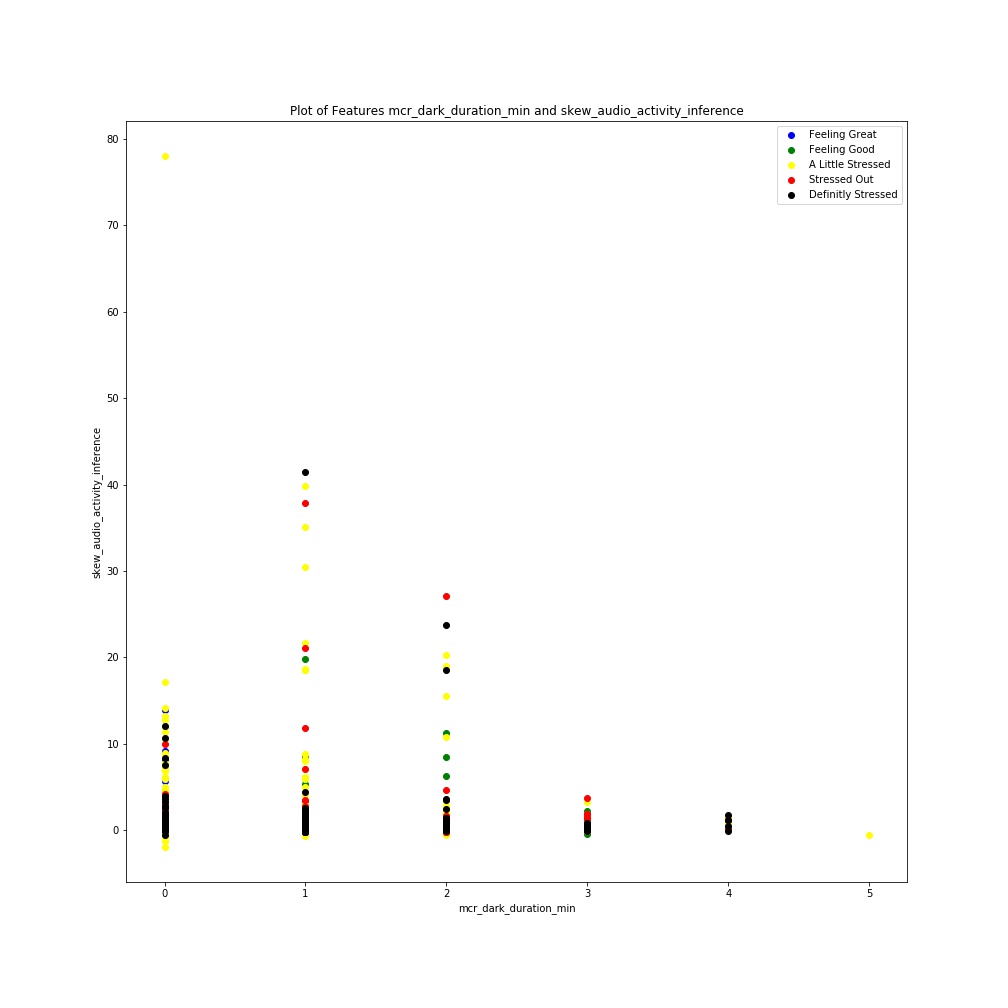 Plot of Features mcr_dark_duration_min and skew_audio_activity_inference
Feeling Great
Feeling Good
A Little Stressed
Stressed Out
Definitly Stressed
80
70
60
50
40
30
20
10
0
skew_audio_activity_inference
0 1 2 3 4 5
mcr_dark_duration_min